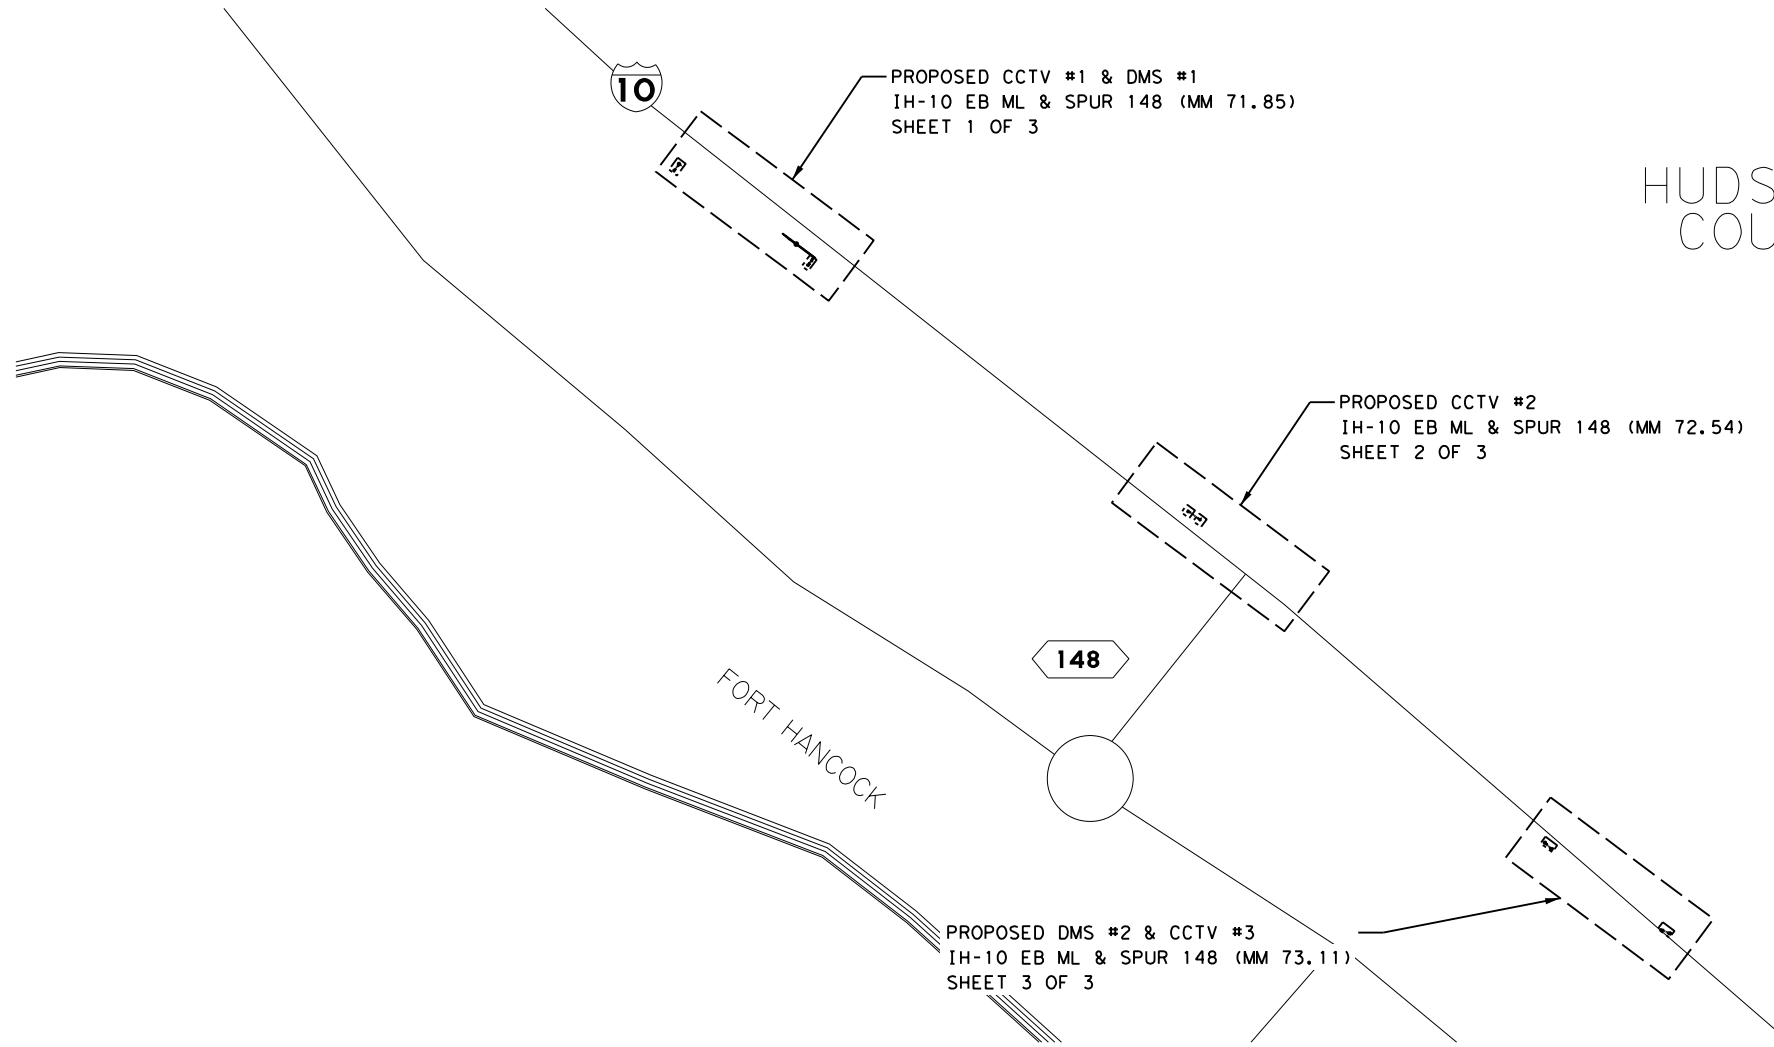 10
PROPOSED CCTV #1 & DMS #1
IH-10 EB ML & SPUR 148 (MM 71.85)
SHEET 1 OF 3
HUDS
COU
PROPOSED CCTV #2
IH-10 EB ML & SPUR 148 (MM 72.54)
SHEET 2 OF 3
148
FORT HANCOCK
PROPOSED DMS #2 & CCTV #3
IH-10 EB ML & SPUR 148 (MM 73.11)
SHEET 3 OF 3